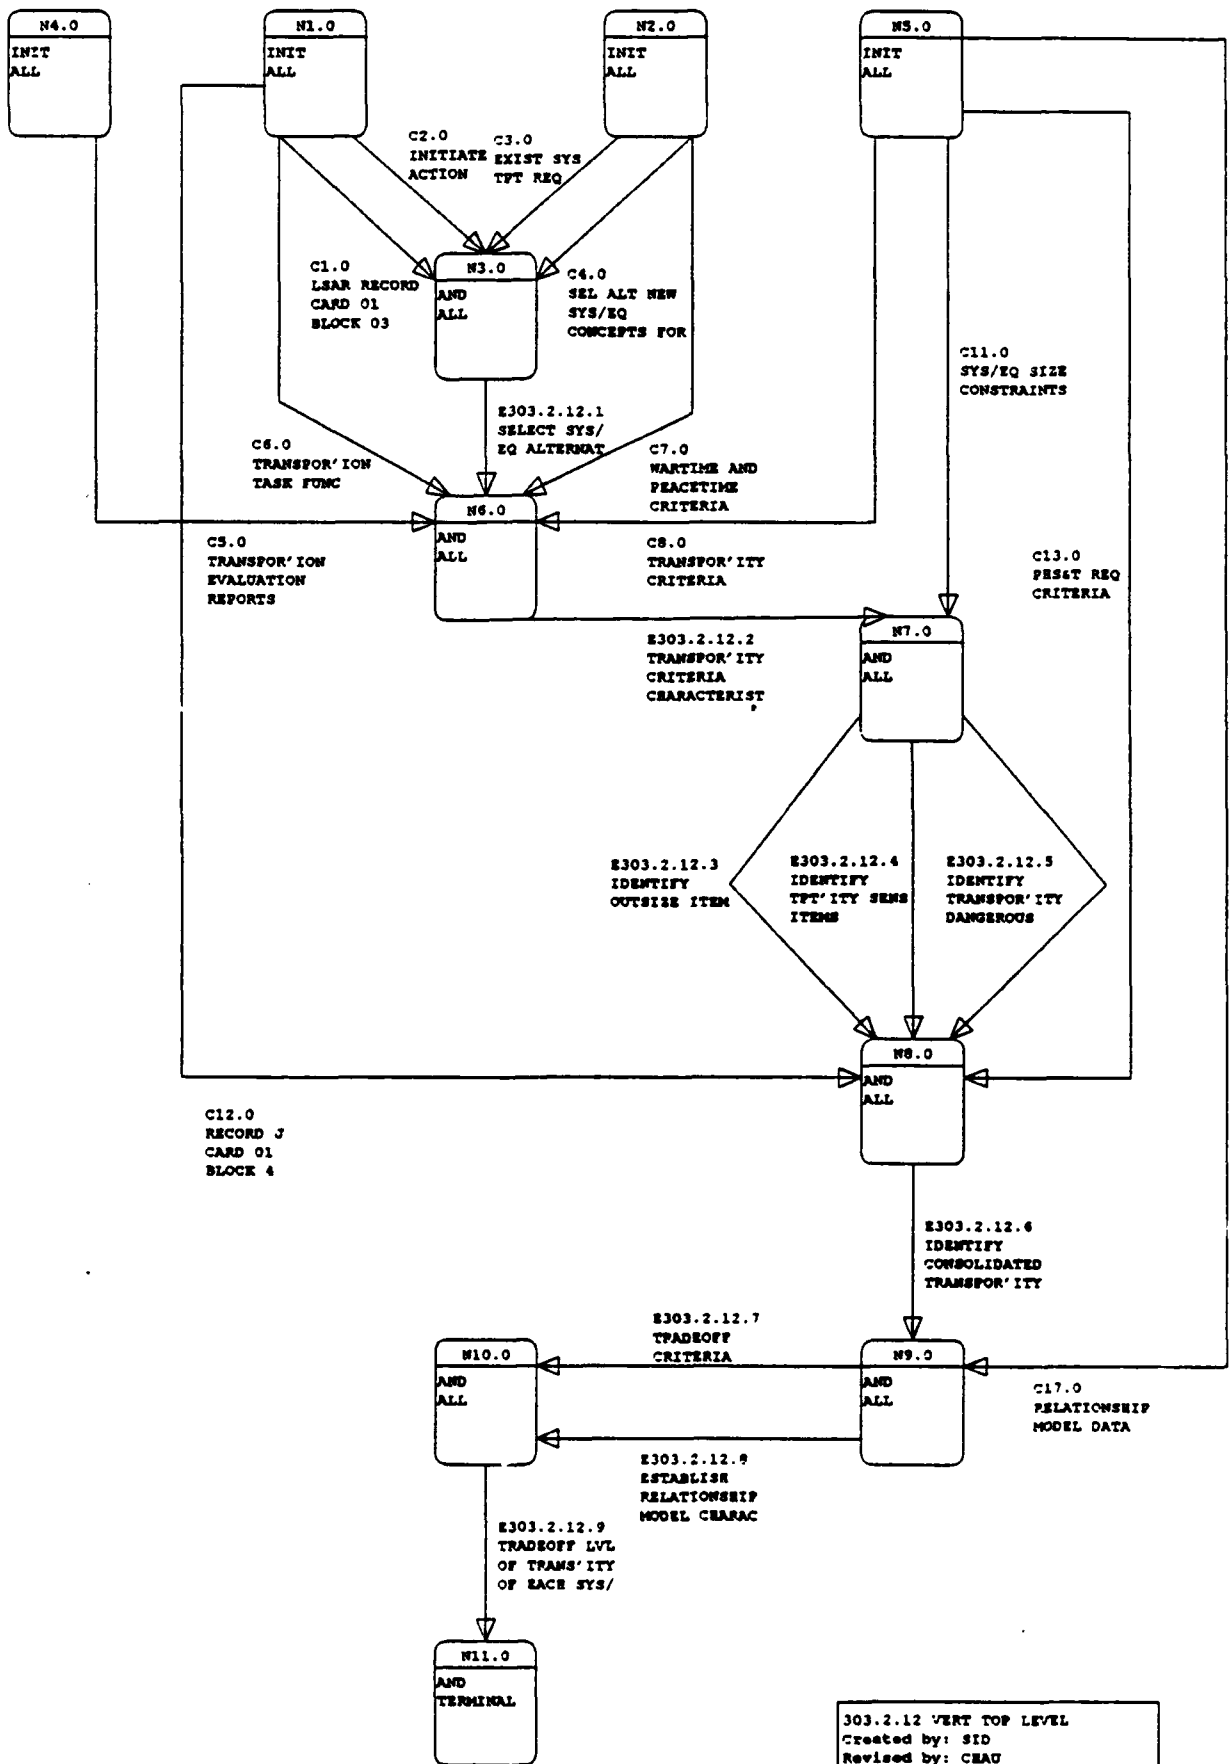 N4.0
INIT
ALL
N1.0
INIT
ALL
N2.0
INIT
ALL
N5.0
INIT
ALL
C2.0
INITIATE
ACTION
C3.0
EXIST SYS
TPT REQ
C1.0
LSAR RECORD
CARD 01
BLOCK 03
N3.0
AND
ALL
C4.0
SEL ALT NEW
SYS/EQ
CONCEPTS FOR
C11.0
SYS/EQ SIZE
CONSTRAINTS
E303.2.12.1
SELECT SYS/
EQ ALTERNAT
C6.0
TRANSPOR'ION
TASK FUNC
C7.0
WARTIME AND
PEACETIME
CRITERIA
N6.0
AND
ALL
C5.0
TRANSPOR'ION
EVALUATION
REPORTS
C8.0
TRANSPOR'ITY
CRITERIA
C13.0
PHS&T REQ
CRITERIA
E303.2.12.2
TRANSPOR'ITY
CRITERIA
CHARACTERIST
N7.0
AND
ALL
E303.2.12.3
IDENTIFY
OUTSIZE ITEM
E303.2.12.4
IDENTIFY
TPT'ITY SENS
ITEMS
E303.2.12.5
IDENTIFY
TRANSPOR'ITY
DANGEROUS
N8.0
AND
ALL
C12.0
RECORD J
CARD 01
BLOCK 4
E303.2.12.6
IDENTIFY
CONSOLIDATED
TRANSPOR'ITY
E303.2.12.7
TRADEOFF
CRITERIA
N10.0
AND
ALL
N9.0
AND
ALL
C17.0
RELATIONSHIP
MODEL DATA
E303.2.12.8
ESTABLISH
RELATIONSHIP
MODEL CHARAC
E303.2.12.9
TRADEOFF LVL
OF TRANS'ITY
OF EACH SYS/
N11.0
AND
TERMINAL
303.2.12 VERT TOP LEVEL
Created by: SID
Revised by: CHAU